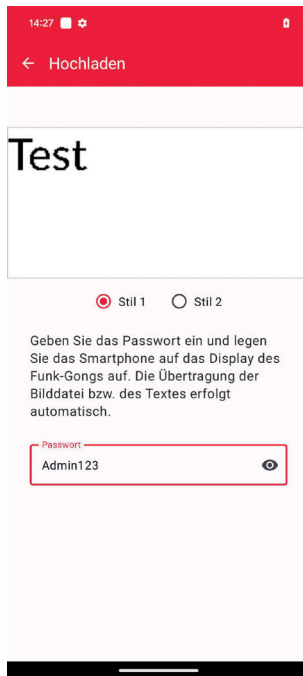 14:27
Hochladen
Test
Stil 1 Stil 2
Geben Sie das Passwort ein und legen
Sie das Smartphone auf das Display des
Funk-Gongs auf. Die Übertragung der
Bilddatei bzw. des Textes erfolgt
automatisch.
Passwort
Admin123